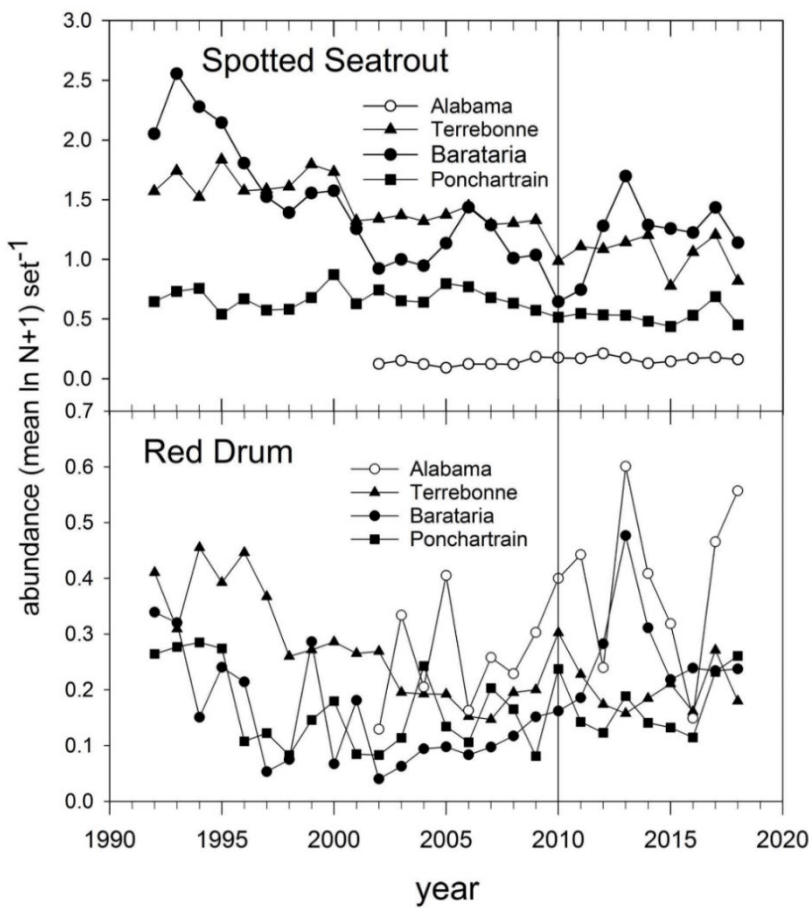 3.0
Spotted Seatrout
2.5
Alabama
Terrebonne
2.0
Barataria
Ponchartrain
1.5
1.0
0.5
0.0
abundance (mean ln N+1) set⁻¹
0.7
Red Drum
Alabama
0.6
Terrebonne
Barataria
0.5
Ponchartrain
0.4
0.3
0.2
0.1
0.0
1990 1995 2000 2005 2010 2015 2020
year